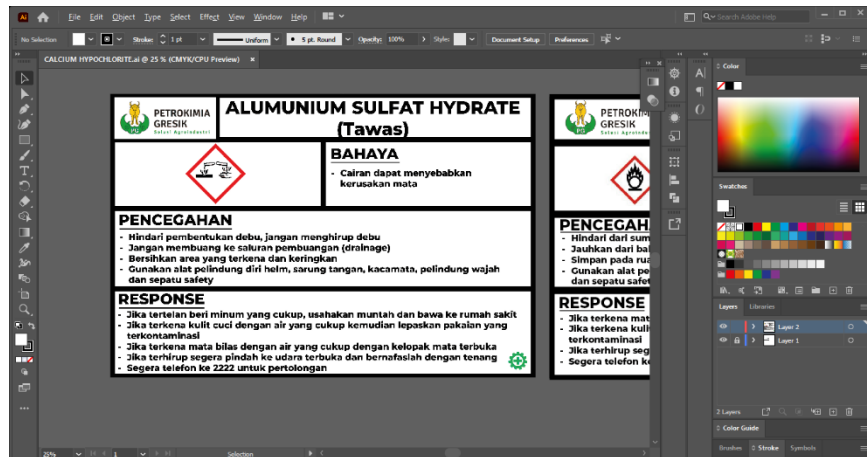 File Edit Object Type Select Effect View Window Help
Search Adobe Help
No Selection
Stroke: 1 pt
Uniform
5 pt. Round
Opacity: 100%
Style:
Document Setup
Preferences
CALCIUM HYPOCHLORITE.ai @ 25 % (CMYK/CPU Preview)
PETROKIMIA
GRESIK
Solusi Agroindustri
ALUMUNIUM SULFAT HYDRATE
(Tawas)
BAHAYA
- Cairan dapat menyebabkan
kerusakan mata
PENCEGAHAN
- Hindari pembentukan debu, jangan menghirup debu
- Jangan membuang ke saluran pembuangan (drainage)
- Bersihkan area yang terkena dan keringkan
- Gunakan alat pelindung diri helm, sarung tangan, kacamata, pelindung wajah
dan sepatu safety
RESPONSE
- Jika tertelan beri minum yang cukup, usahakan muntah dan bawa ke rumah sakit
- Jika terkena kulit cuci dengan air yang cukup kemudian lepaskan pakaian yang
terkontaminasi
- Jika terkena mata bilas dengan air yang cukup dengan kelopak mata terbuka
- Jika terhirup segera pindah ke udara terbuka dan bernafaslah dengan tenang
- Segera telefon ke 2222 untuk pertolongan
PETROKIM
GRESIK
Solusi Agroindust
PENCEGAH
- Hindari dari sum
- Jauhkan dari bal
- Simpan pada rua
- Gunakan alat pe
dan sepatu safet
RESPONSE
- Jika terkena mat
- Jika terkena kuli
terkontaminasi
- Jika terhirup seg
- Segera telefon ke
Color
Swatches
Layers Libraries
Layer 2
Layer 1
2 Layers
Color Guide
Brushes Stroke Symbols
25%
1
Selection